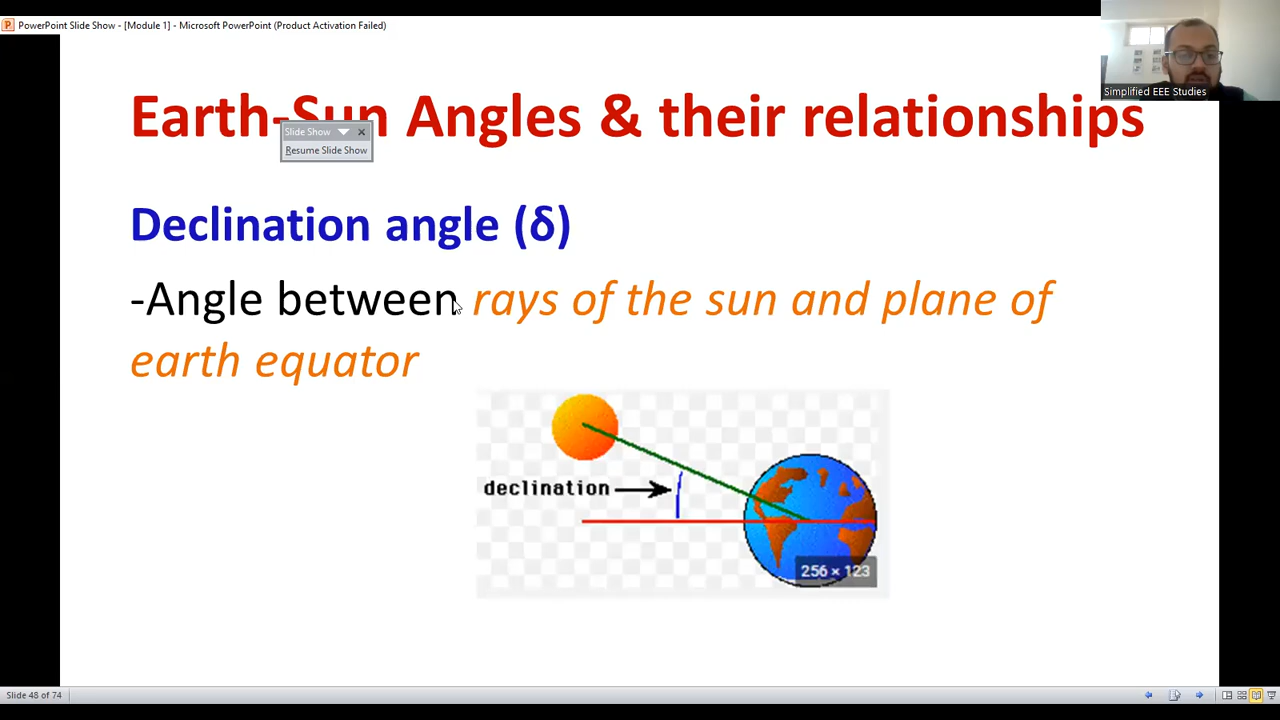 PowerPoint Slide Show - [Module 1] - Microsoft PowerPoint (Product Activation Failed)
Simplified EEE Studies
Earth-Sun Angles & their relationships
Slide Show
Resume Slide Show
Declination angle (δ)
-Angle between rays of the sun and plane of
earth equator
declination
256 × 123
Slide 48 of 74